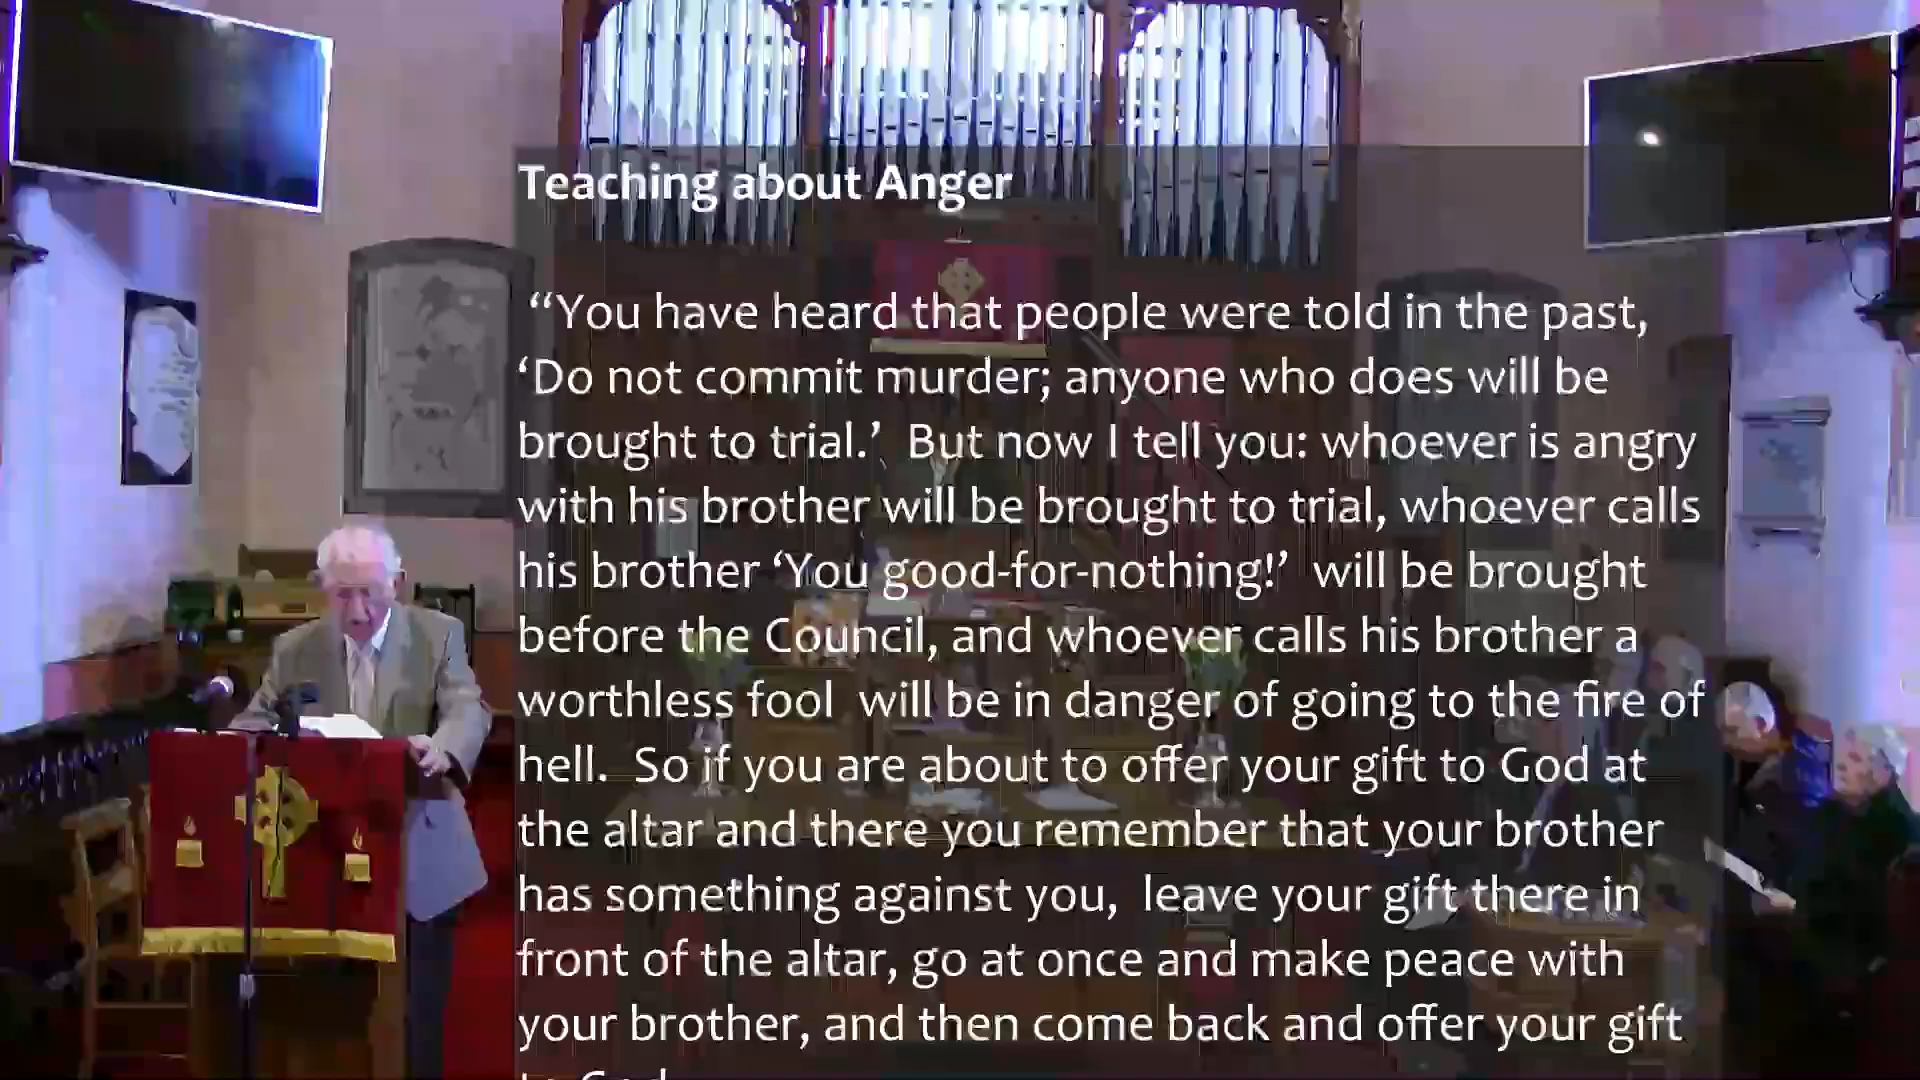 Teaching about Anger
“You have heard that people were told in the past,
‘Do not commit murder; anyone who does will be
brought to trial.’ But now I tell you: whoever is angry
with his brother will be brought to trial, whoever calls
his brother ‘You good-for-nothing!’ will be brought
before the Council, and whoever calls his brother a
worthless fool will be in danger of going to the fire of
hell. So if you are about to offer your gift to God at
the altar and there you remember that your brother
has something against you, leave your gift there in
front of the altar, go at once and make peace with
your brother, and then come back and offer your gift
to God